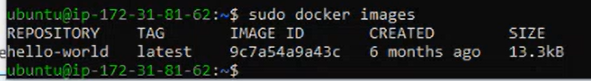 ubuntu@ip-172-31-81-62:~$ sudo docker images
REPOSITORY TAG IMAGE ID CREATED SIZE
hello-world latest 9c7a54a9a43c 6 months ago 13.3kB
ubuntu@ip-172-31-81-62:~$